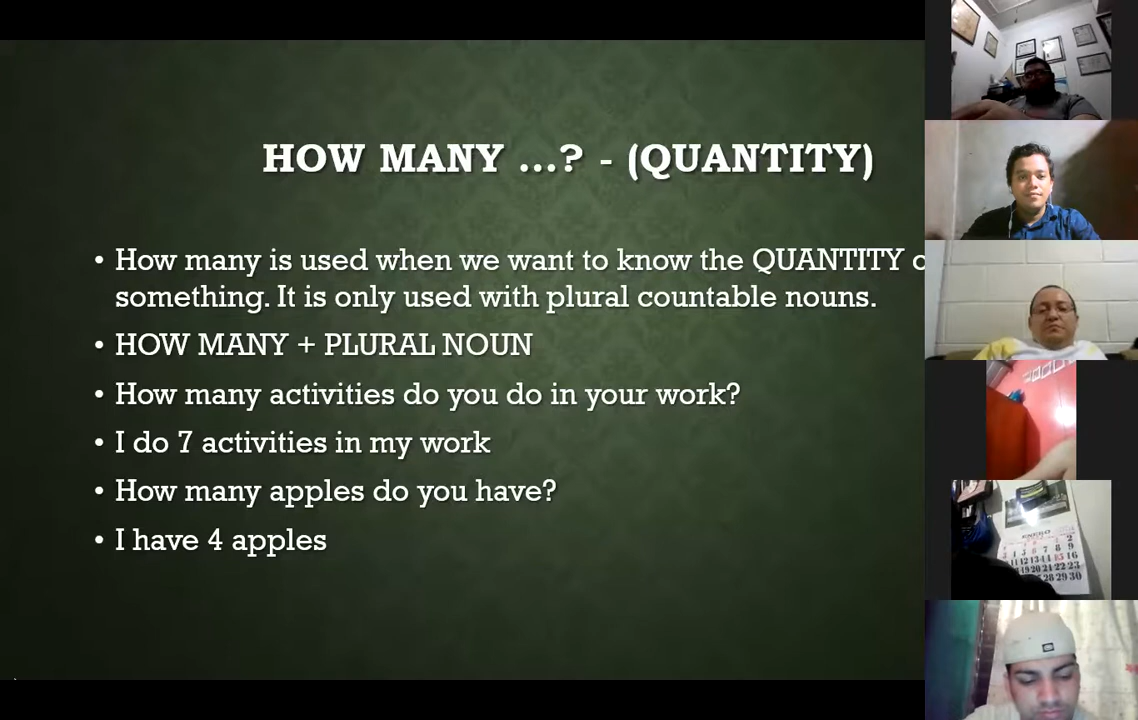 HOW MANY ...? - (QUANTITY)
• How many is used when we want to know the QUANTITY
something. It is only used with plural countable nouns.
• HOW MANY + PLURAL NOUN
• How many activities do you do in your work?
• I do 7 activities in my work
• How many apples do you have?
• I have 4 apples
ENERO